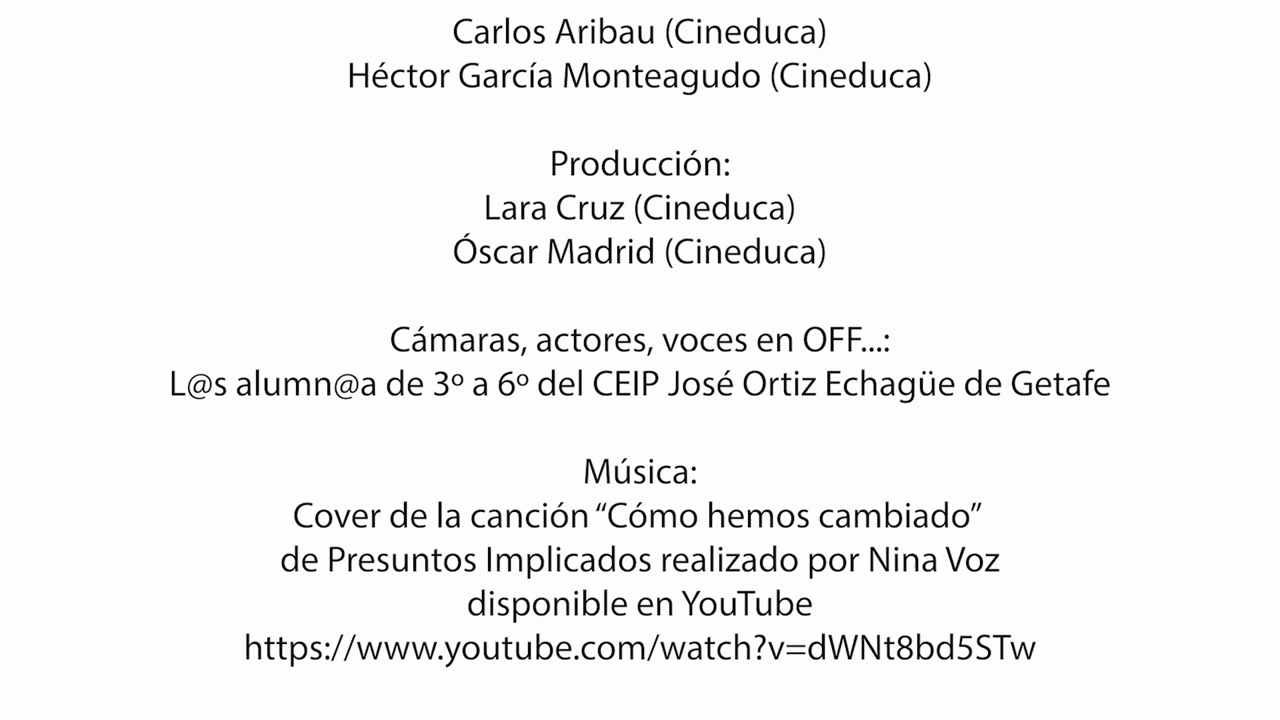 Carlos Aribau (Cineduca)
Héctor García Monteagudo (Cineduca)
Producción:
Lara Cruz (Cineduca)
Óscar Madrid (Cineduca)
Cámaras, actores, voces en OFF...:
L@s alumn@a de 3º a 6º del CEIP José Ortiz Echagüe de Getafe
Música:
Cover de la canción “Cómo hemos cambiado”
de Presuntos Implicados realizado por Nina Voz
disponible en YouTube
https://www.youtube.com/watch?v=dWNt8bd5STw